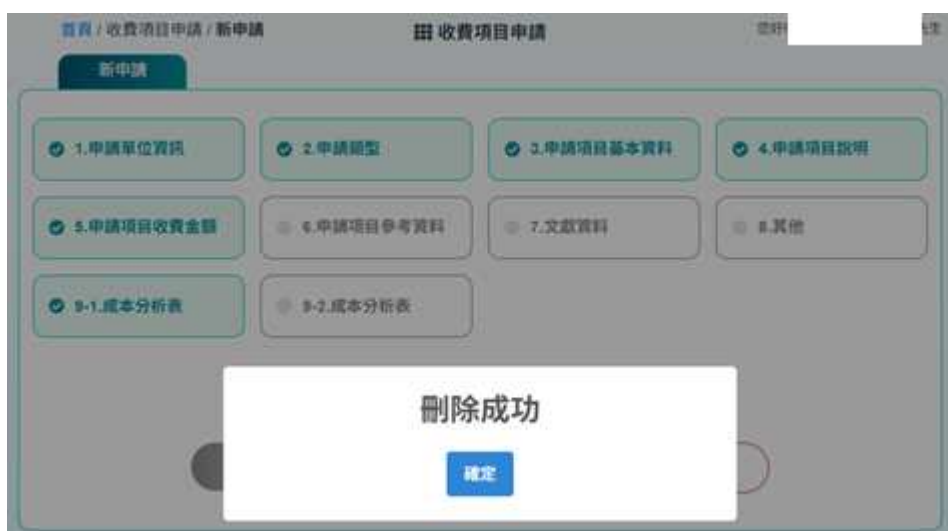 首頁 / 收費項目申請 / 新申請
收費項目申請
您好
先生
新申請
1.申請單位資訊
2.申請類型
3.申請項目基本資料
4.申請項目說明
5.申請項目收費金額
6.申請項目參考資料
7.文獻資料
8.其他
9-1.成本分析表
9-2.成本分析表
刪除成功
確定